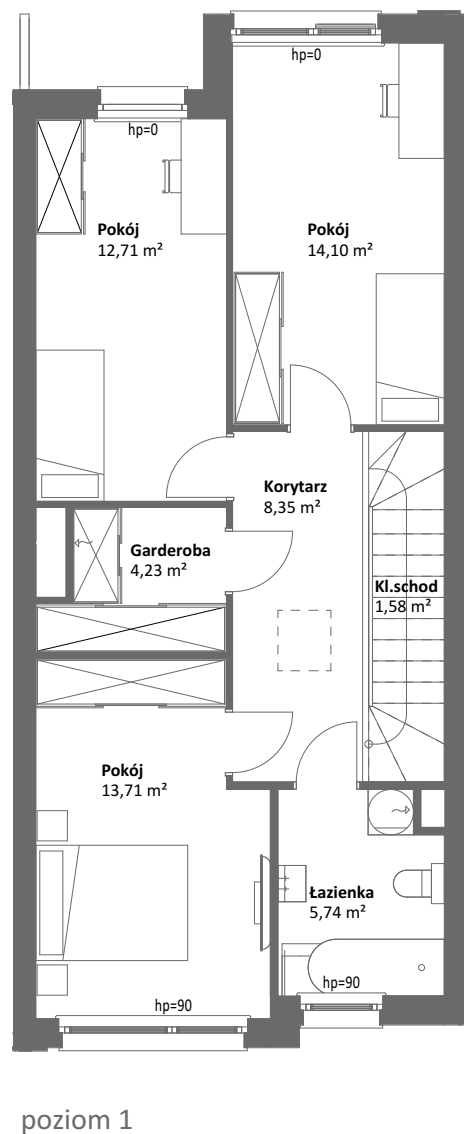 hp=0
hp=0
Pokój
12,71 m²
Pokój
14,10 m²
Korytarz
8,35 m²
Garderoba
4,23 m²
Kl.schod
1,58 m²
Pokój
13,71 m²
Łazienka
5,74 m²
hp=90
hp=90
poziom 1